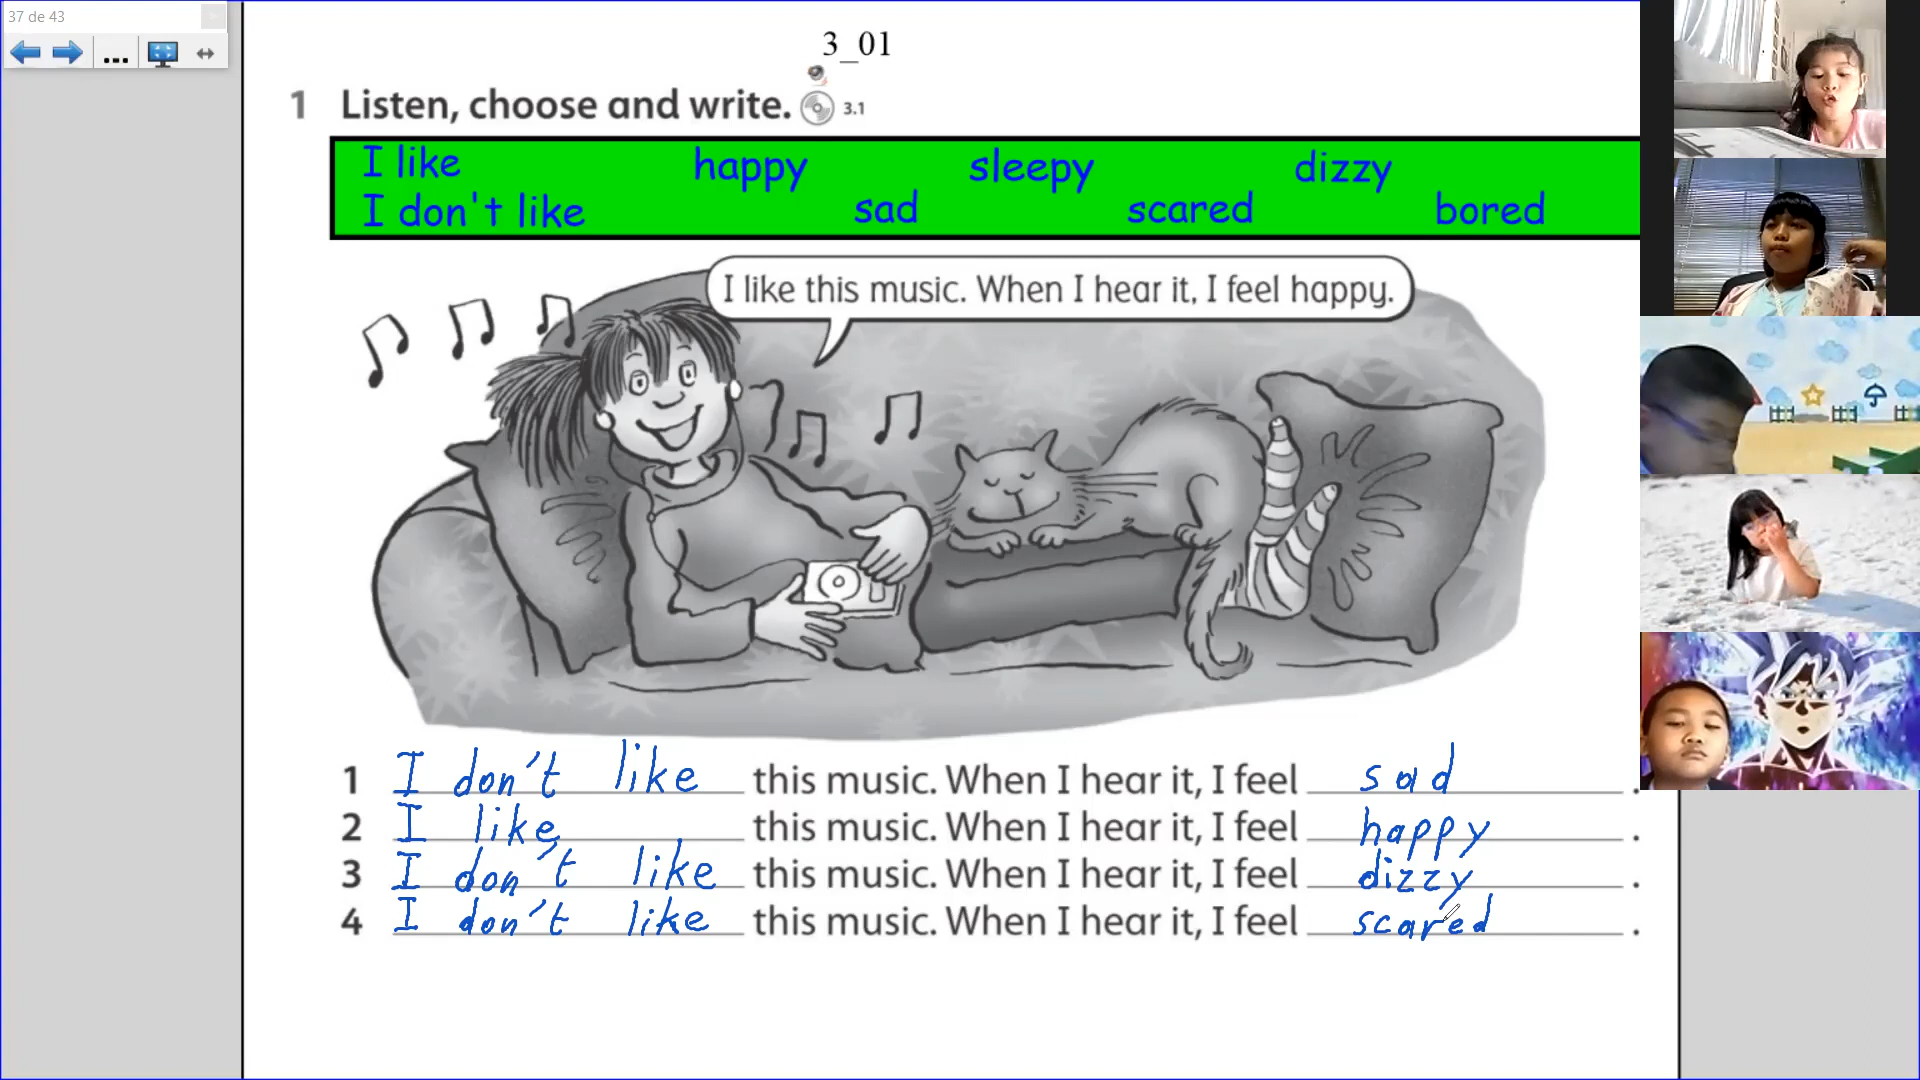 37 de 43
...
3_01
1 Listen, choose and write. 3.1
I like happy sleepy dizzy
I don't like sad scared bored
I like this music. When I hear it, I feel happy.
1 I don't like this music. When I hear it, I feel sad .
2 I like this music. When I hear it, I feel happy .
3 I don't like this music. When I hear it, I feel dizzy .
4 I don't like this music. When I hear it, I feel scared .